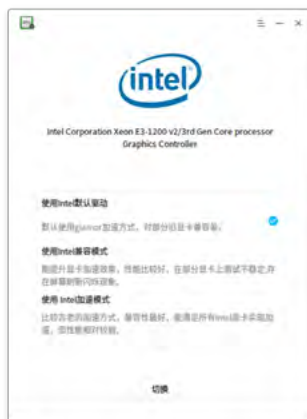 intel
Intel Corporation Xeon E3-1200 v2/3rd Gen Core processor
Graphics Controller
使用Intel默认驱动
默认使用glamor加速方式，对部分旧显卡兼容差。
使用Intel兼容模式
能提升显卡加速效率，性能比较好，在部分显卡上测试不稳定,存
在屏幕刷新闪烁现象。
使用 Intel加速模式
比较古老的加速方式，兼容性最好，能满足所有Intel显卡实现加
速，但性能相对较弱。
切换